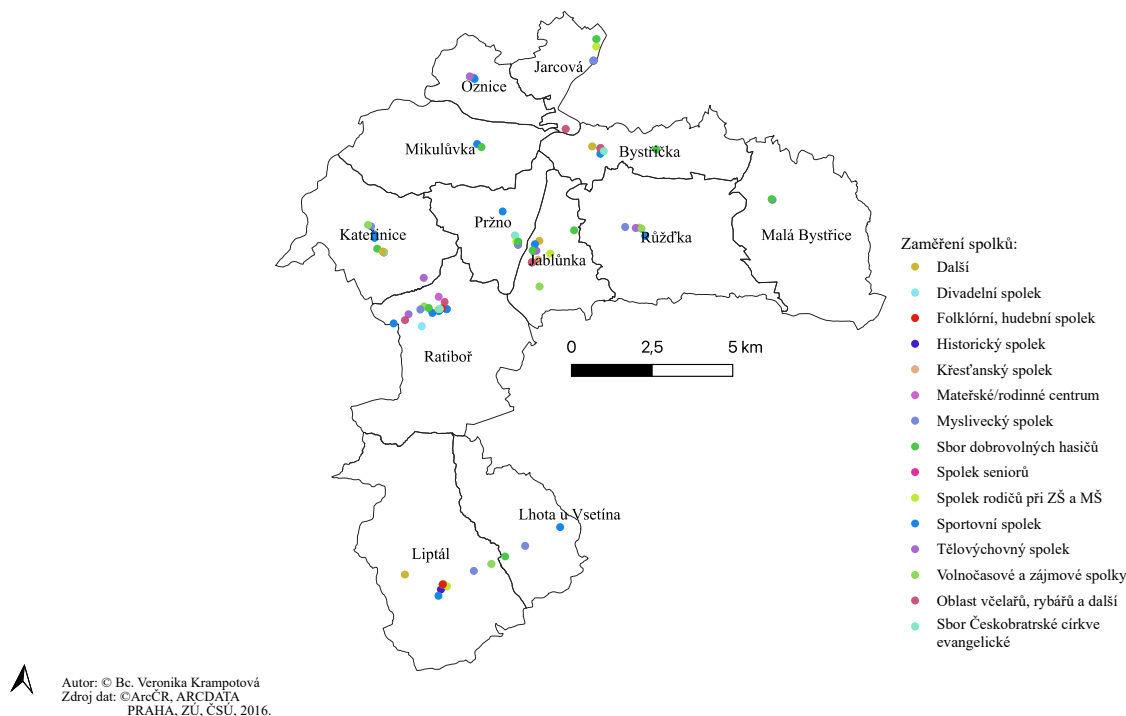 Jarcová
Oznice
Mikulůvka
Bystřička
Kateřinice
Pržno
Jablůnka
Růžďka
Malá Bystřice
Ratiboř
0 2,5 5 km
Lhota u Vsetína
Liptál
Zaměření spolků:
Další
Divadelní spolek
Folklórní, hudební spolek
Historický spolek
Křesťanský spolek
Mateřské/rodinné centrum
Myslivecký spolek
Sbor dobrovolných hasičů
Spolek seniorů
Spolek rodičů při ZŠ a MŠ
Sportovní spolek
Tělovýchovný spolek
Volnočasové a zájmové spolky
Oblast včelařů, rybářů a další
Sbor Českobratrské církve
evangelické
Autor: © Bc. Veronika Krampotová
Zdroj dat: ©ArcČR, ARCDATA
PRAHA, ZÚ, ČSÚ, 2016.